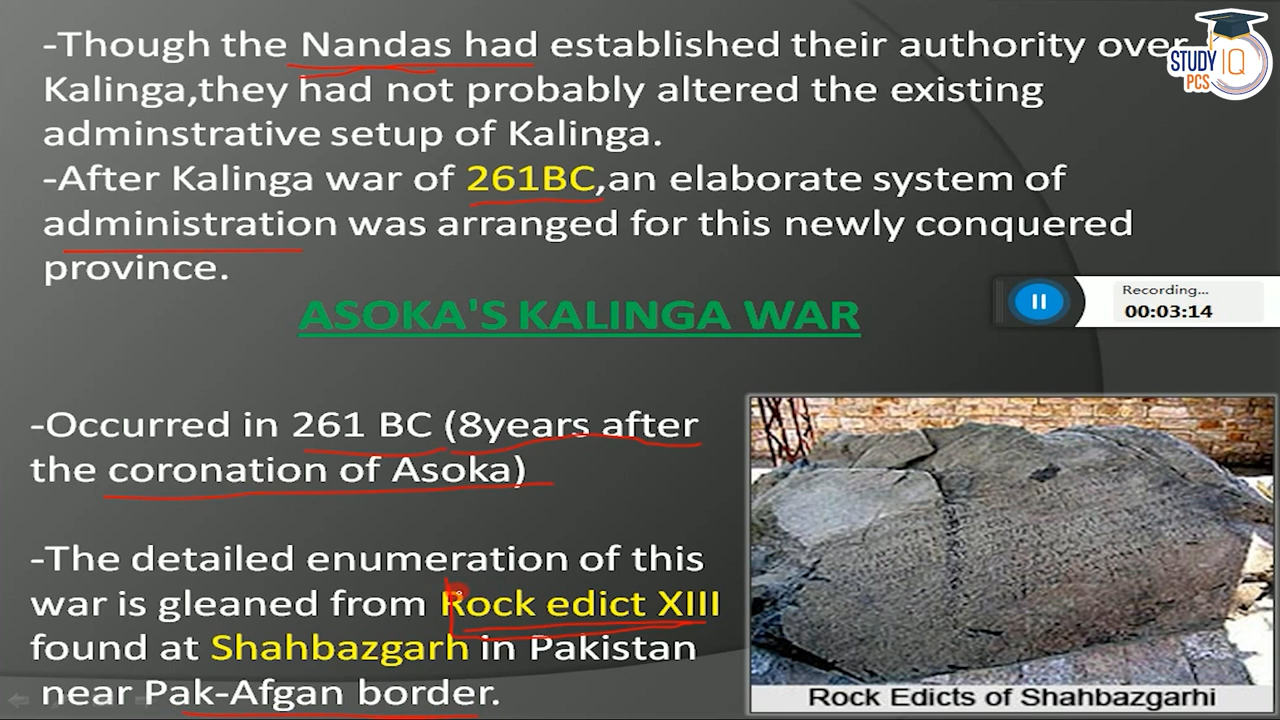 -Though the Nandas had established their authority over
Kalinga,they had not probably altered the existing
adminstrative setup of Kalinga.
-After Kalinga war of 261BC,an elaborate system of
administration was arranged for this newly conquered
province.
ASOKA'S KALINGA WAR
-Occurred in 261 BC (8years after
the coronation of Asoka)
-The detailed enumeration of this
war is gleaned from Rock edict XIII
found at Shahbazgarh in Pakistan
near Pak-Afgan border.
STUDY IQ
PCS
Recording...
00:03:14
Rock Edicts of Shahbazgarhi